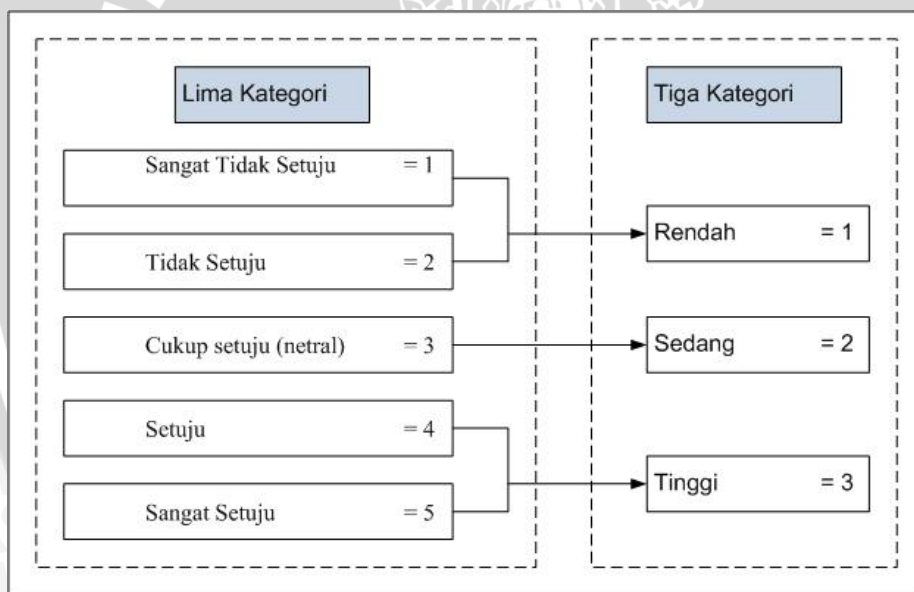 Lima Kategori
Sangat Tidak Setuju = 1
Tidak Setuju = 2
Cukup setuju (netral) = 3
Setuju = 4
Sangat Setuju = 5
Tiga Kategori
Rendah = 1
Sedang = 2
Tinggi = 3